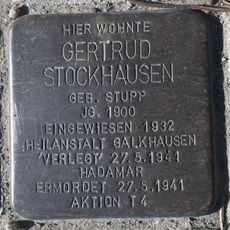 HIER WOHNTE
GERTRUD
STOCKHAUSEN
GEB. STUPP
JG. 1900
EINGEWIESEN 1932
HEILANSTALT GALKHAUSEN
'VERLEGT' 27.5.1941
HADAMAR
ERMORDET 27.5.1941
AKTION T4